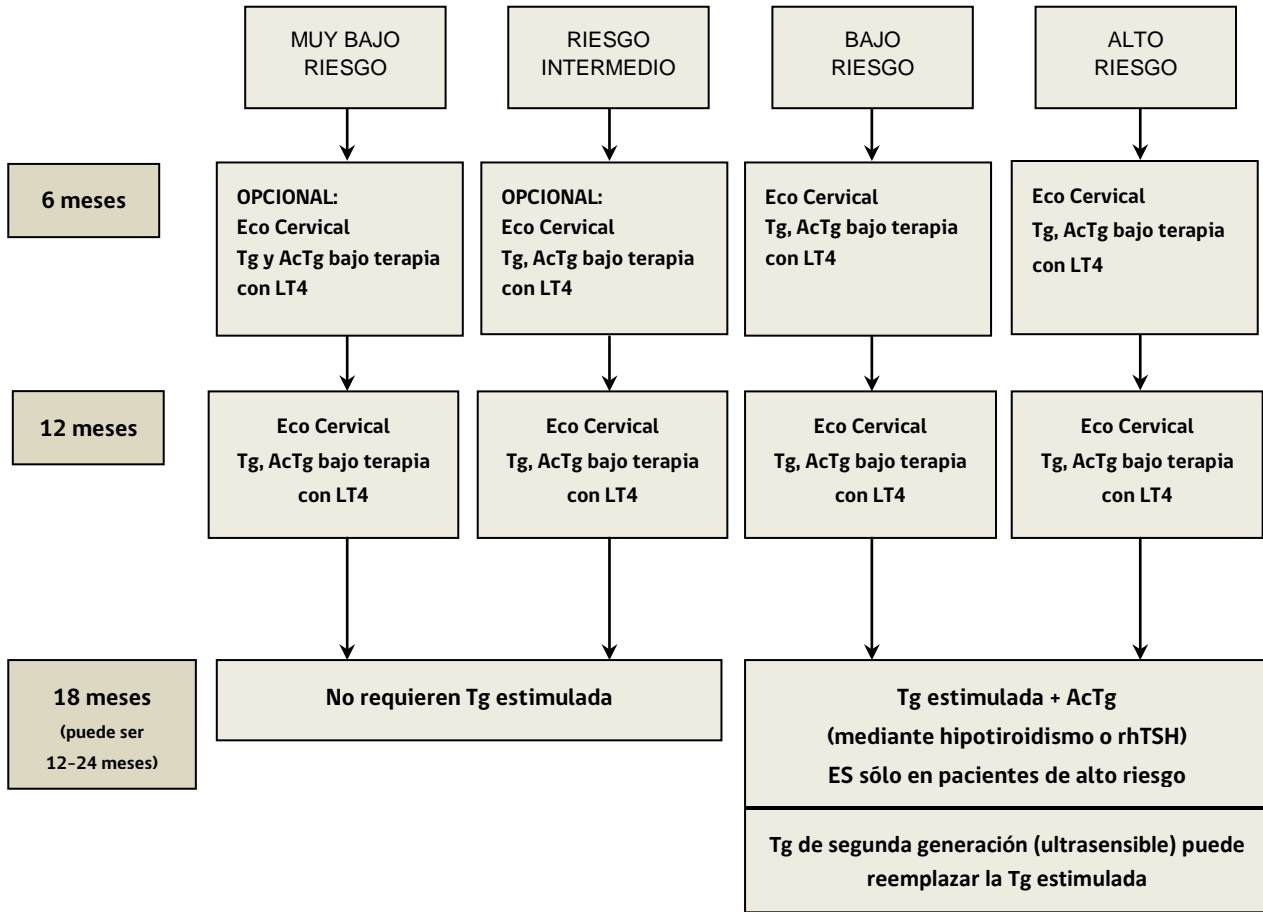 MUY BAJO
RIESGO
RIESGO
INTERMEDIO
BAJO
RIESGO
ALTO
RIESGO
6 meses
OPCIONAL:
Eco Cervical
Tg y AcTg bajo terapia
con LT4
OPCIONAL:
Eco Cervical
Tg, AcTg bajo terapia
con LT4
Eco Cervical
Tg, AcTg bajo terapia
con LT4
Eco Cervical
Tg, AcTg bajo terapia
con LT4
12 meses
Eco Cervical
Tg, AcTg bajo terapia
con LT4
Eco Cervical
Tg, AcTg bajo terapia
con LT4
Eco Cervical
Tg, AcTg bajo terapia
con LT4
Eco Cervical
Tg, AcTg bajo terapia
con LT4
18 meses
(puede ser
12-24 meses)
No requieren Tg estimulada
Tg estimulada + AcTg
(mediante hipotiroidismo o rhTSH)
ES sólo en pacientes de alto riesgo
Tg de segunda generación (ultrasensible) puede
reemplazar la Tg estimulada